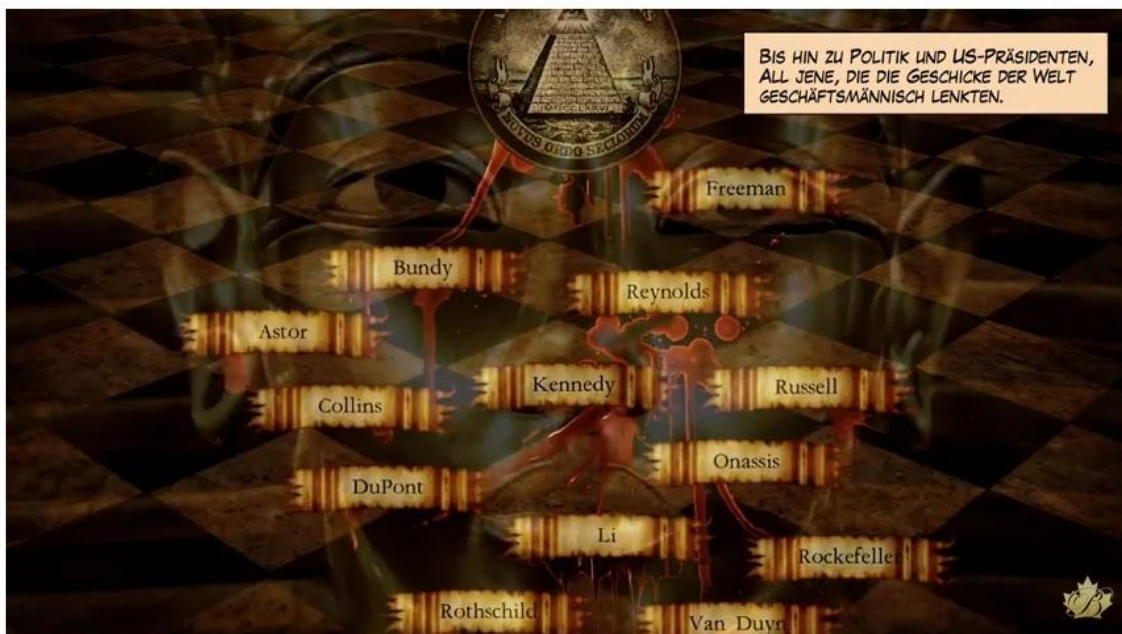 BIS HIN ZU POLITIK UND US-PRÄSIDENTEN,
ALL JENE, DIE DIE GESCHICKE DER WELT
GESCHÄFTSMÄNNISCH LENKTEN.
NOVUS ORDO SECLORUM
Freeman
Bundy
Reynolds
Astor
Kennedy
Russell
Collins
Onassis
DuPont
Li
Rockefeller
Rothschild
Van Duyn